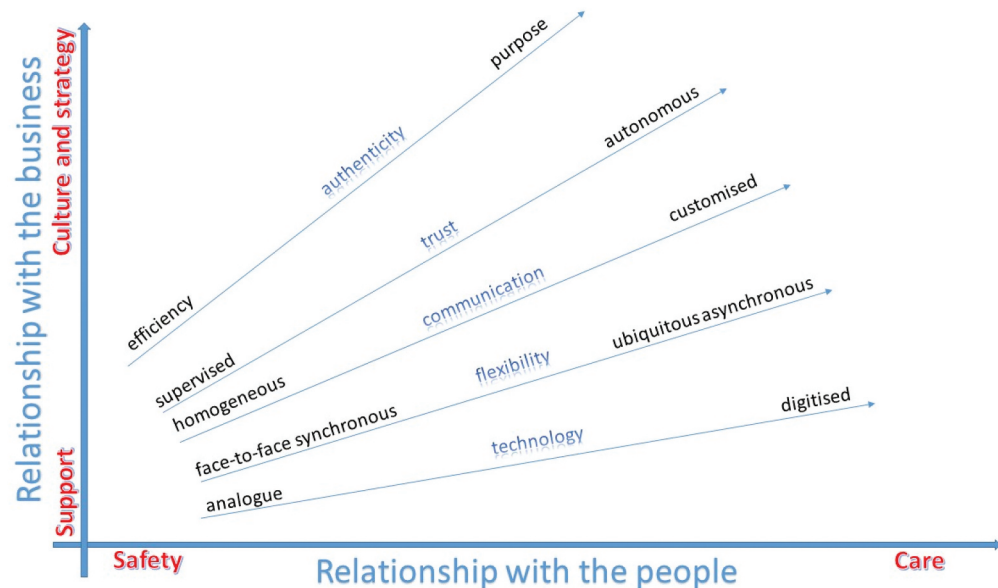 Relationship with the business
Culture and strategy
Support
purpose
authenticity
efficiency
autonomous
trust
supervised
customised
communication
homogeneous
ubiquitous asynchronous
flexibility
face-to-face synchronous
digitised
technology
analogue
Safety
Care
Relationship with the people